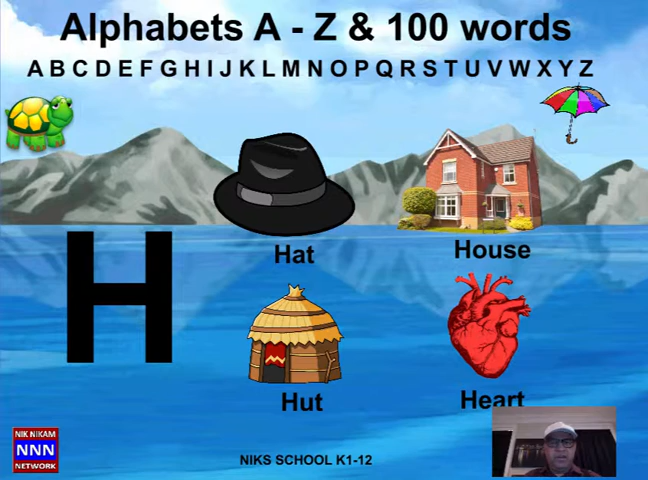 Alphabets A - Z & 100 words
A B C D E F G H I J K L M N O P Q R S T U V W X Y Z
H
Hat
House
Hut
Heart
NIK NIKAM
NNN
NETWORK
NIKS SCHOOL K1-12